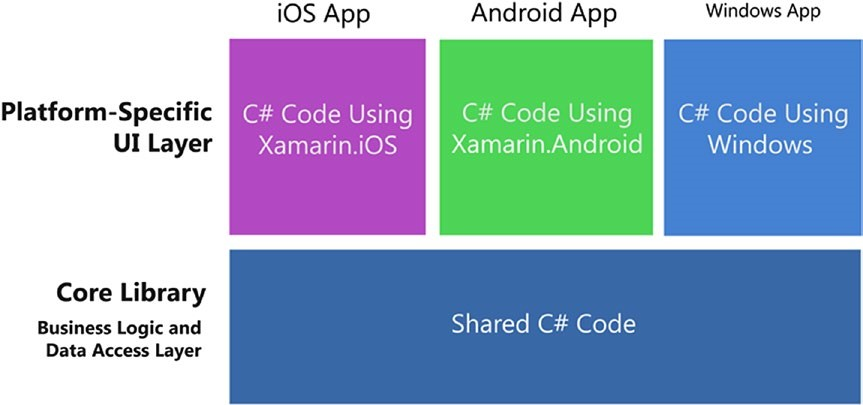 iOS App
Android App
Windows App
Platform-Specific
UI Layer
C# Code Using
Xamarin.iOS
C# Code Using
Xamarin.Android
C# Code Using
Windows
Core Library
Business Logic and
Data Access Layer
Shared C# Code